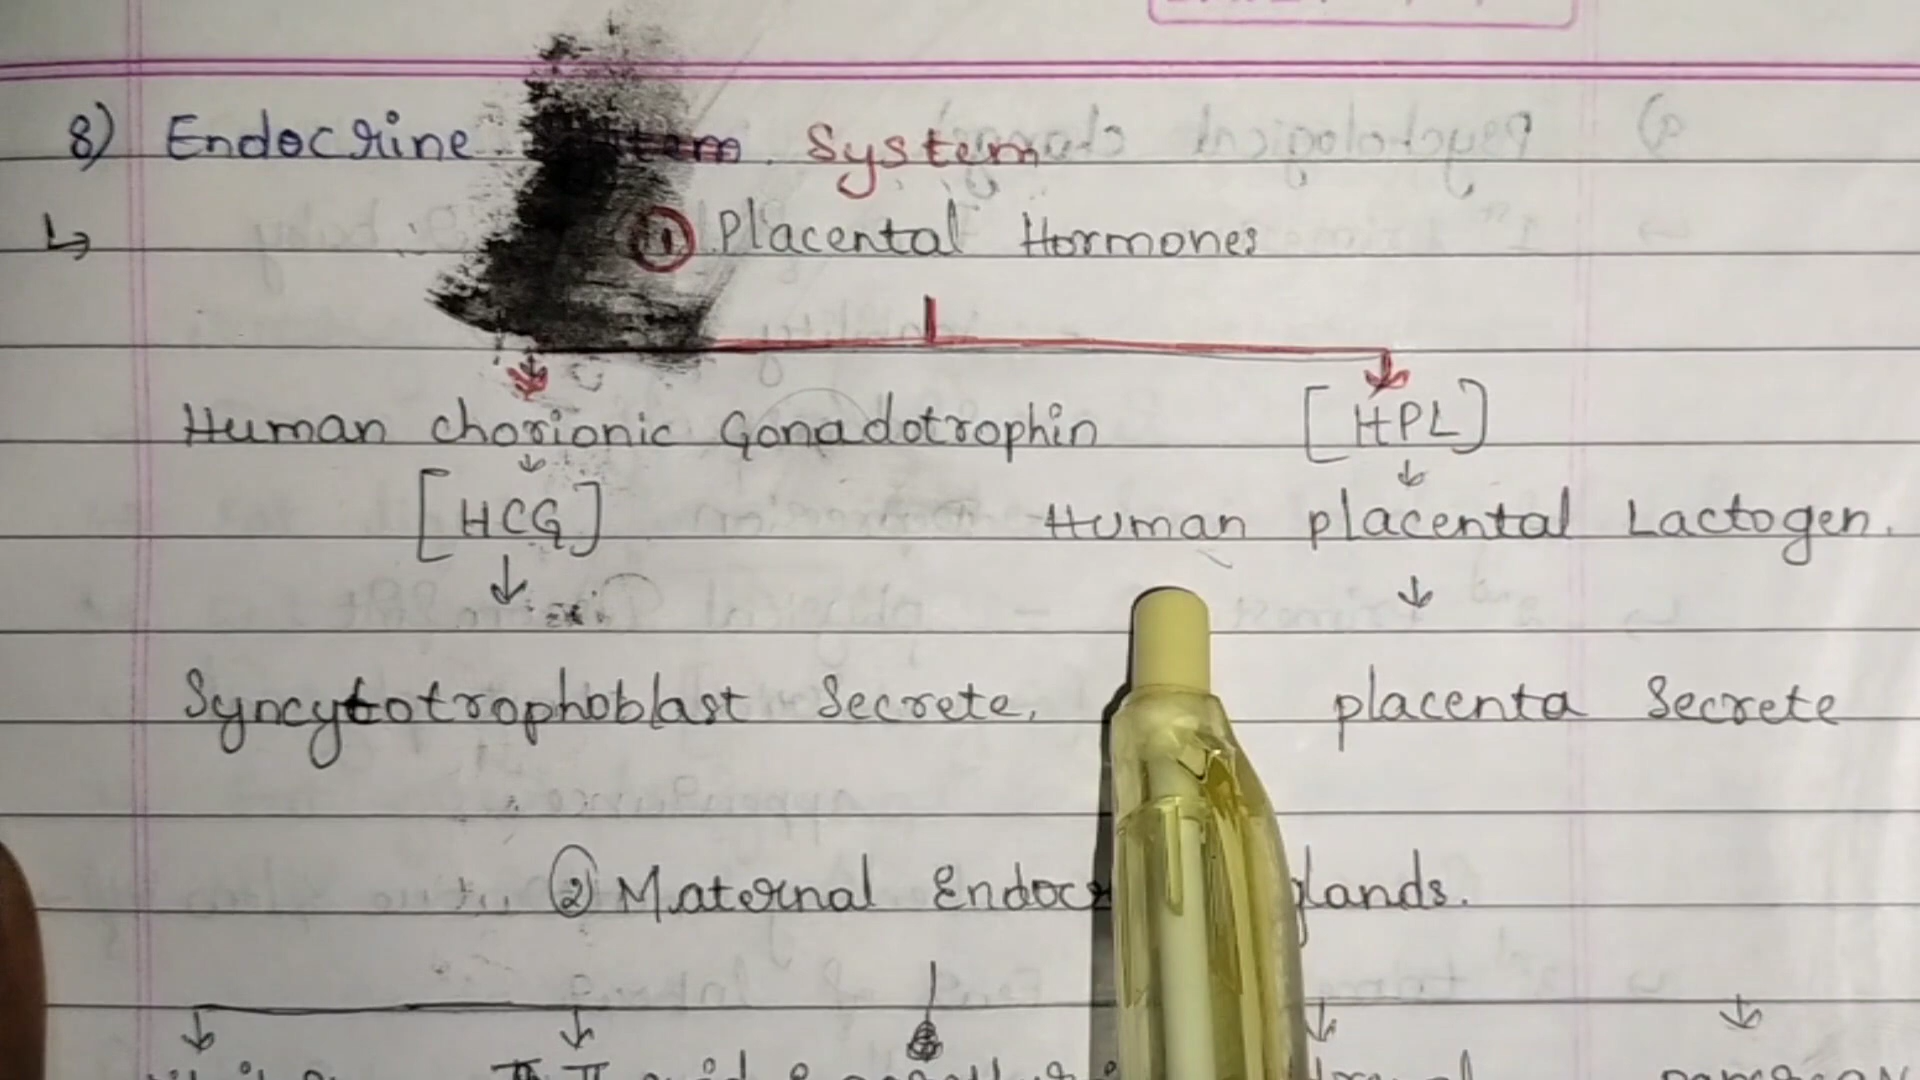 8) Endocrine System
① Placental Hormones
Human chorionic Gonadotrophin [HPL]
[HCG] Human placental Lactogen.
Syncytotrophoblast Secrete. placenta Secrete
② Maternal Endocr glands.